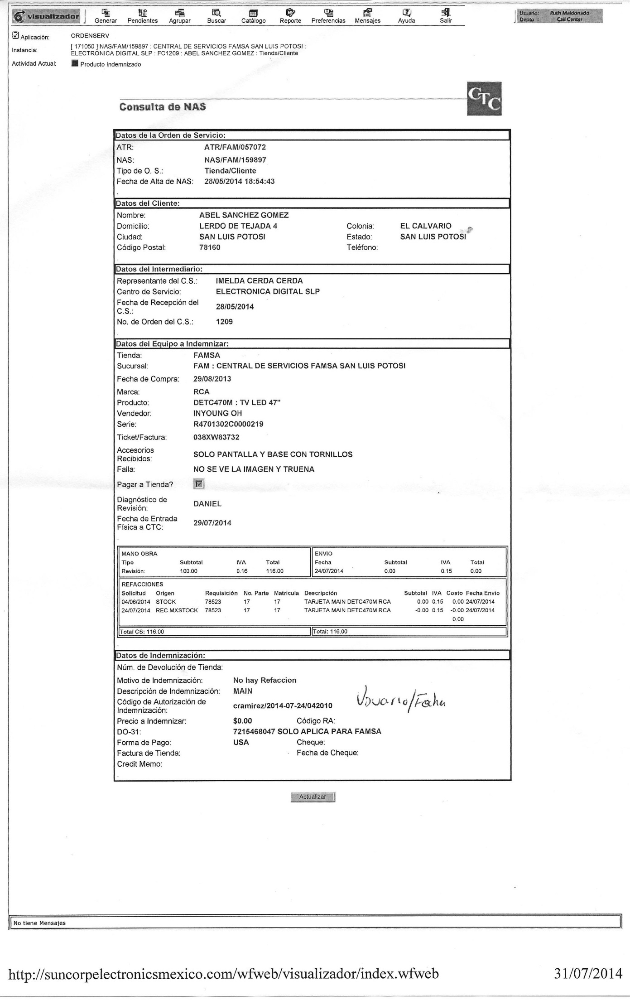 visualizador
Generar Pendientes Agrupar Buscar Catálogo Reporte Preferencias Mensajes Ayuda Salir
Usuario: Ruth Maldonado
Depto : Call Center
Aplicación: ORDENSERV
Instancia: [ 171050 ] NAS/FAM/159897 : CENTRAL DE SERVICIOS FAMSA SAN LUIS POTOSI :
ELECTRONICA DIGITAL SLP : FC1209 : ABEL SANCHEZ GOMEZ : Tienda/Cliente
Actividad Actual: Producto Indemnizado
CTC
Consulta de NAS
Datos de la Orden de Servicio:
ATR: ATR/FAM/057072
NAS: NAS/FAM/159897
Tipo de O. S.: Tienda/Cliente
Fecha de Alta de NAS: 28/05/2014 18:54:43
.
Datos del Cliente:
Nombre: ABEL SANCHEZ GOMEZ
Domicilio: LERDO DE TEJADA 4 Colonia: EL CALVARIO
Ciudad: SAN LUIS POTOSI Estado: SAN LUIS POTOSI
Código Postal: 78160 Teléfono:
.
Datos del Intermediario:
Representante del C.S.: IMELDA CERDA CERDA
Centro de Servicio: ELECTRONICA DIGITAL SLP
Fecha de Recepción del
C.S.: 28/05/2014
No. de Orden del C.S.: 1209
.
Datos del Equipo a Indemnizar:
Tienda: FAMSA
Sucursal: FAM : CENTRAL DE SERVICIOS FAMSA SAN LUIS POTOSI
Fecha de Compra: 29/08/2013
Marca: RCA
Producto: DETC470M : TV LED 47"
Vendedor: INYOUNG OH
Serie: R4701302C0000219
Ticket/Factura: 038XW83732
Accesorios
Recibidos: SOLO PANTALLA Y BASE CON TORNILLOS
Falla: NO SE VE LA IMAGEN Y TRUENA
Pagar a Tienda?
Diagnóstico de
Revisión: DANIEL
Fecha de Entrada
Física a CTC: 29/07/2014
.
MANO OBRA ENVIO
Tipo Subtotal IVA Total Fecha Subtotal IVA Total
Revisión: 100.00 0.16 116.00 24/07/2014 0.00 0.15 0.00
REFACCIONES
Solicitud Origen Requisición No. Parte Matrícula Descripción Subtotal IVA Costo Fecha Envio
04/06/2014 STOCK 78523 17 17 TARJETA MAIN DETC470M RCA 0.00 0.15 0.00 24/07/2014
24/07/2014 REC MXSTOCK 78523 17 17 TARJETA MAIN DETC470M RCA -0.00 0.15 -0.00 24/07/2014
0.00
Total CS: 116.00 Total: 116.00
.
Datos de Indemnización:
Núm. de Devolución de Tienda:
Motivo de Indemnización: No hay Refaccion
Descripción de Indemnización: MAIN
Código de Autorización de
Indemnización: cramirez/2014-07-24/042010
Usuario/Fecha
Precio a Indemnizar: $0.00 Código RA:
DO-31: 7215468047 SOLO APLICA PARA FAMSA
Forma de Pago: USA Cheque:
Factura de Tienda: Fecha de Cheque:
Credit Memo:
.
Actualizar
No tiene Mensajes
http://suncorpelectronicsmexico.com/wfweb/visualizador/index.wfweb 31/07/2014